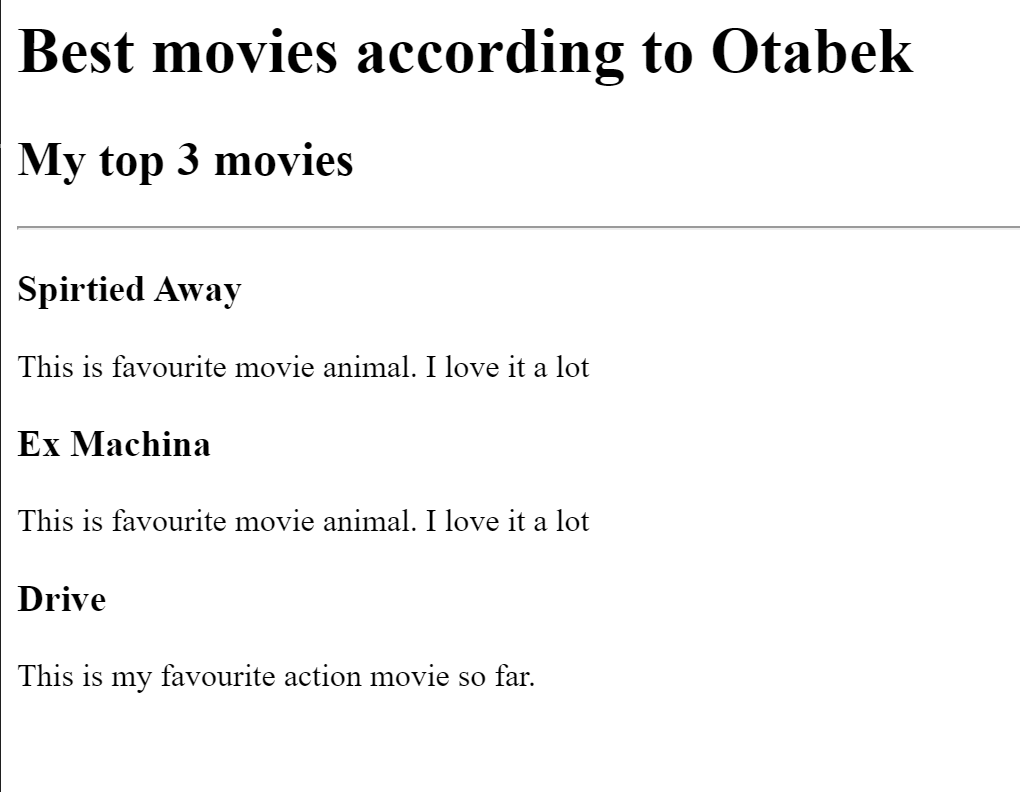 Best movies according to Otabek
My top 3 movies
Spirtied Away
This is favourite movie animal. I love it a lot
Ex Machina
This is favourite movie animal. I love it a lot
Drive
This is my favourite action movie so far.